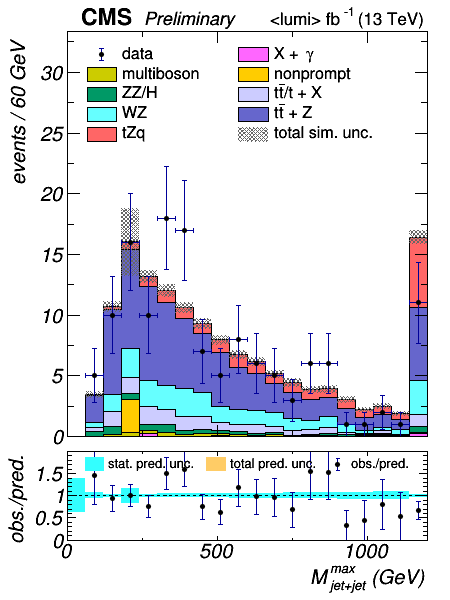 CMS Preliminary <lumi> fb⁻¹ (13 TeV)
events / 60 GeV
data
multiboson
ZZ/H
WZ
tZq
X + γ
nonprompt
tt̄/t + X
tt̄ + Z
total sim. unc.
30
25
20
15
10
5
0
obs./pred.
stat. pred. unc. total pred. unc. obs./pred.
1.5
1
0.5
0
0 500 1000
M^max_jet+jet (GeV)